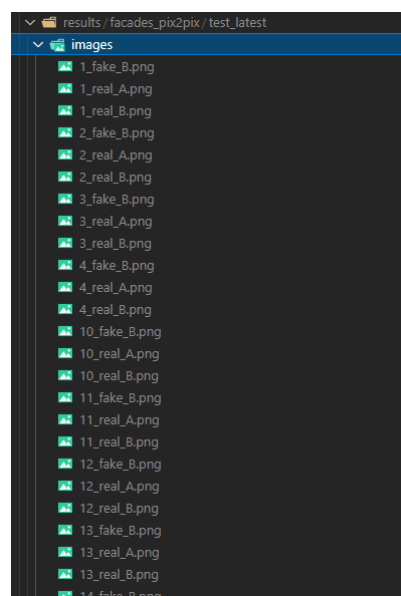 results / facades_pix2pix / test_latest
images
1_fake_B.png
1_real_A.png
1_real_B.png
2_fake_B.png
2_real_A.png
2_real_B.png
3_fake_B.png
3_real_A.png
3_real_B.png
4_fake_B.png
4_real_A.png
4_real_B.png
10_fake_B.png
10_real_A.png
10_real_B.png
11_fake_B.png
11_real_A.png
11_real_B.png
12_fake_B.png
12_real_A.png
12_real_B.png
13_fake_B.png
13_real_A.png
13_real_B.png
14_fake_B.png